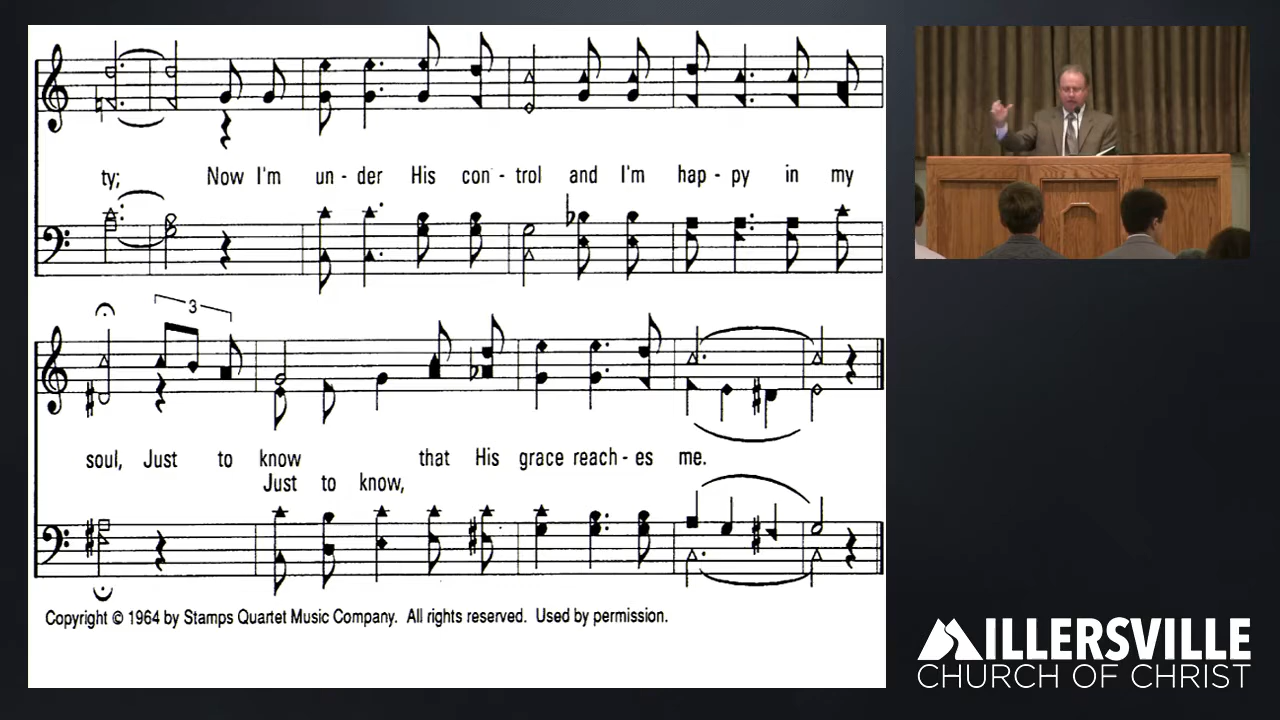 ty; Now I'm un - der His con - trol and I'm hap - py in my
3
soul, Just to know that His grace reach - es me.
Just to know,
Copyright © 1964 by Stamps Quartet Music Company. All rights reserved. Used by permission.
MILLERSVILLE
CHURCH OF CHRIST